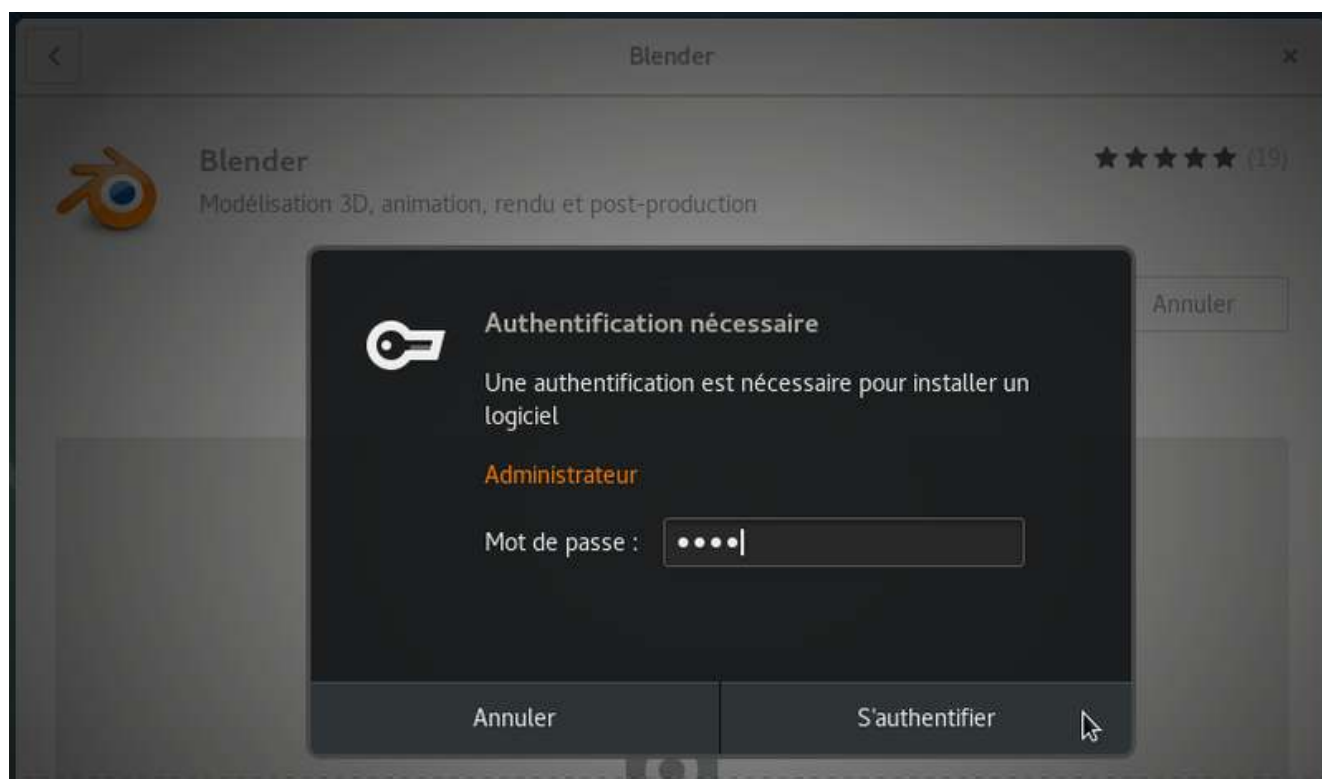 Blender
Blender
★★★★★ (19)
Modélisation 3D, animation, rendu et post-production
Annuler
Authentification nécessaire
Une authentification est nécessaire pour installer un
logiciel
Administrateur
Mot de passe : ●●●●
Annuler
S'authentifier